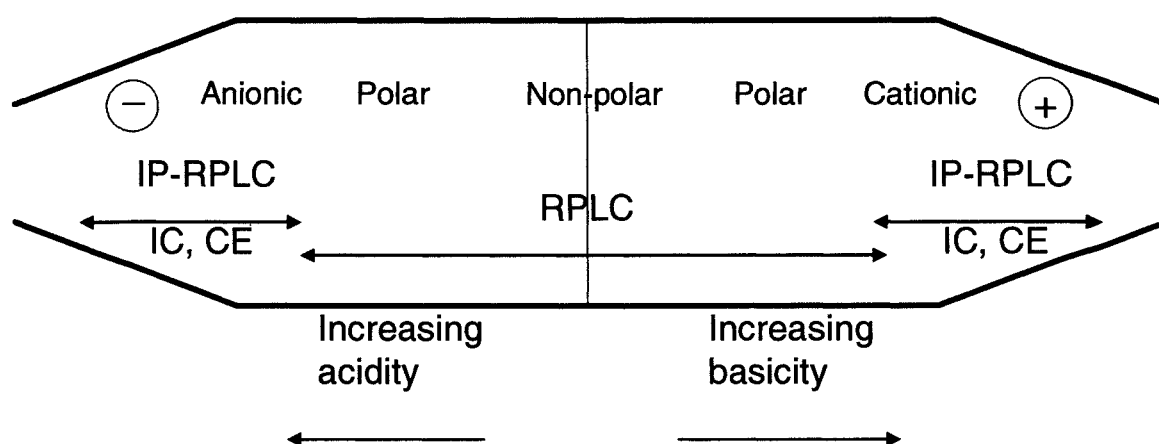 − Anionic Polar Non-polar Polar Cationic +
IP-RPLC IP-RPLC
RPLC
IC, CE IC, CE
Increasing Increasing
acidity basicity